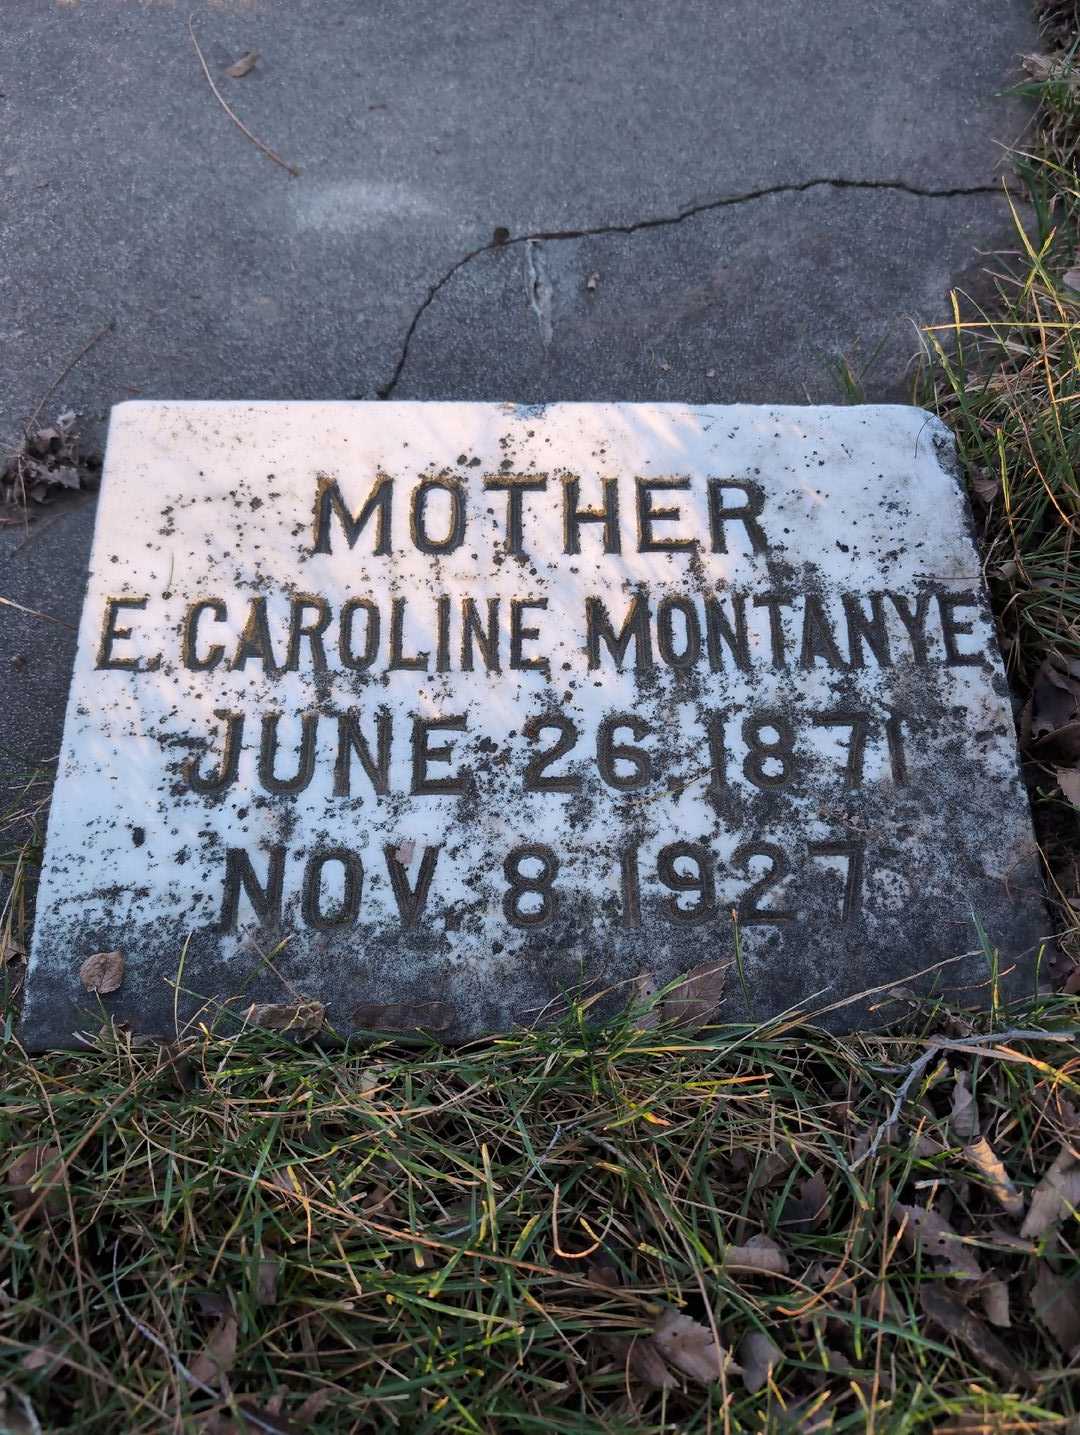 MOTHER
E. CAROLINE MONTANYE
JUNE 26, 1871
NOV. 8 1927